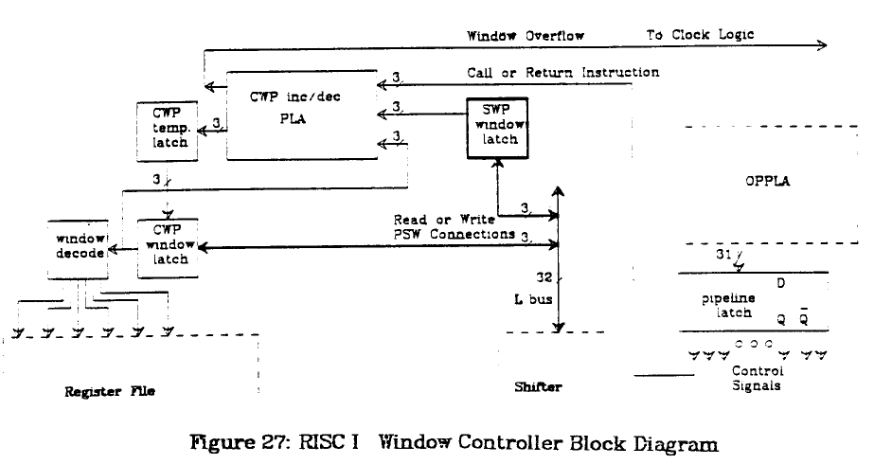 Window Overflow To Clock Logic
Call or Return Instruction
3
CWP inc/dec
PLA
3
SWP
window
latch
CWP
temp.
latch
3
3
OPPLA
3
3
Read or Write
PSW Connections
3
window
decode
CWP
window
latch
31
32
L bus
D
pipeline
latch
Q Q̅
Control
Signals
Register File
Shifter
Figure 27: RISC I Window Controller Block Diagram